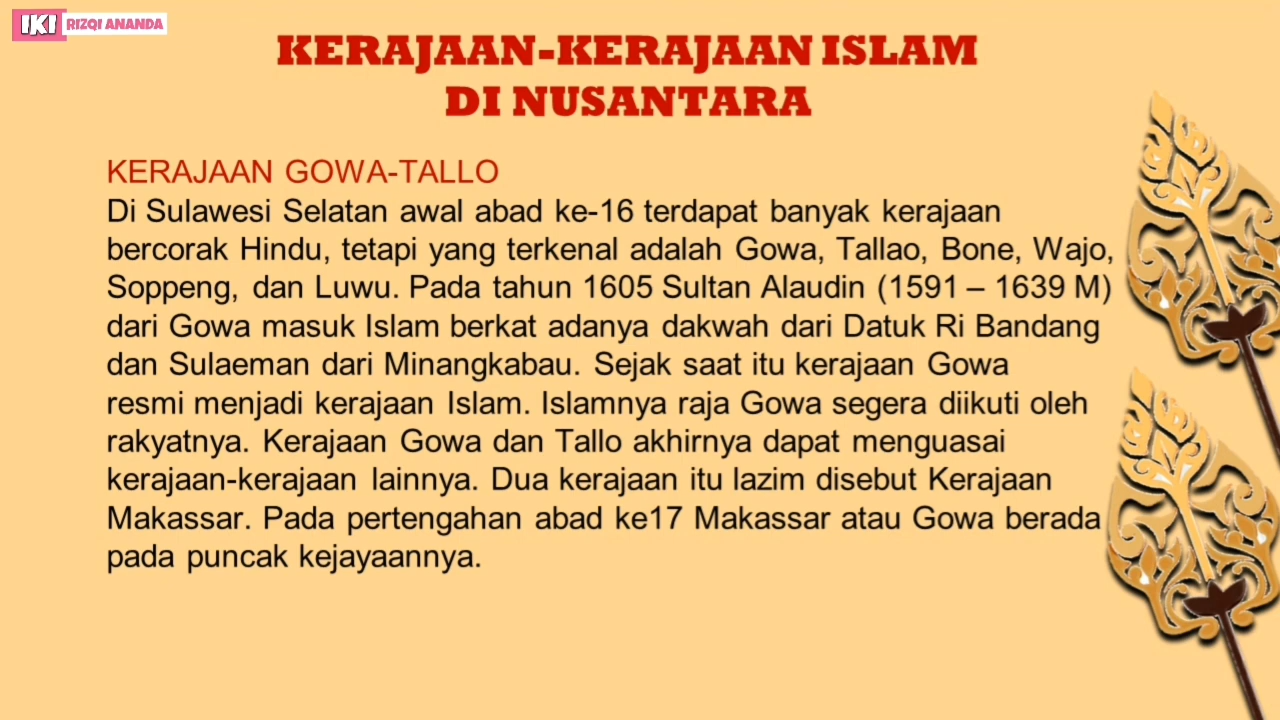 IKI RIZQI ANANDA
KERAJAAN-KERAJAAN ISLAM
DI NUSANTARA
KERAJAAN GOWA-TALLO
Di Sulawesi Selatan awal abad ke-16 terdapat banyak kerajaan
bercorak Hindu, tetapi yang terkenal adalah Gowa, Tallao, Bone, Wajo,
Soppeng, dan Luwu. Pada tahun 1605 Sultan Alaudin (1591 – 1639 M)
dari Gowa masuk Islam berkat adanya dakwah dari Datuk Ri Bandang
dan Sulaeman dari Minangkabau. Sejak saat itu kerajaan Gowa
resmi menjadi kerajaan Islam. Islamnya raja Gowa segera diikuti oleh
rakyatnya. Kerajaan Gowa dan Tallo akhirnya dapat menguasai
kerajaan-kerajaan lainnya. Dua kerajaan itu lazim disebut Kerajaan
Makassar. Pada pertengahan abad ke17 Makassar atau Gowa berada
pada puncak kejayaannya.